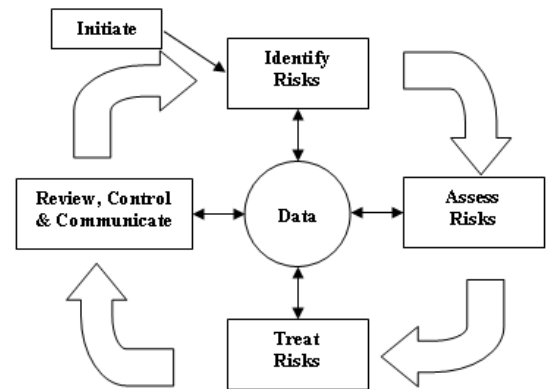 Initiate
Identify
Risks
Review, Control
& Communicate
Data
Assess
Risks
Treat
Risks